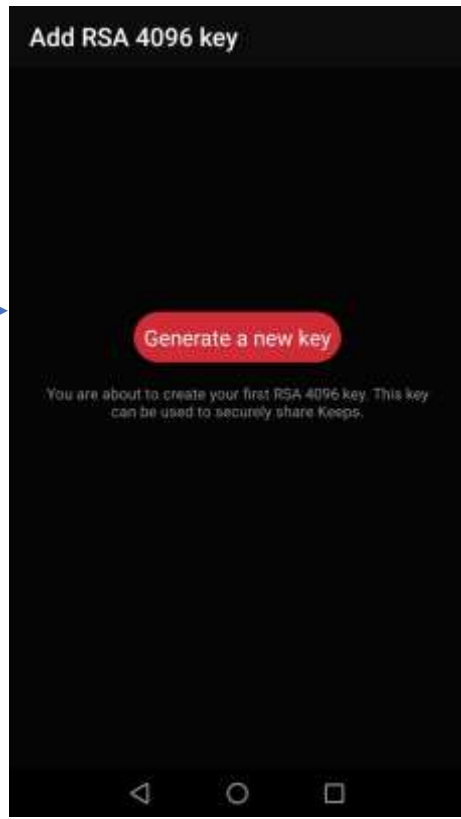 Add RSA 4096 key
Generate a new key
You are about to create your first RSA 4096 key. This key
can be used to securely share Keeps.